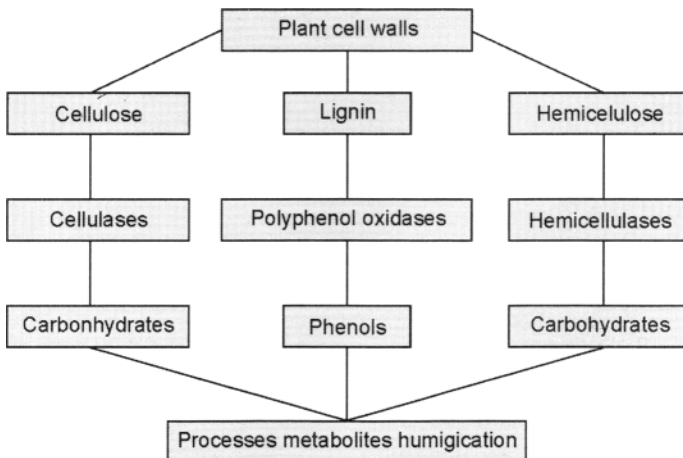 Plant cell walls
Cellulose
Lignin
Hemicelulose
Cellulases
Polyphenol oxidases
Hemicellulases
Carbonhydrates
Phenols
Carbohydrates
Processes metabolites humigication